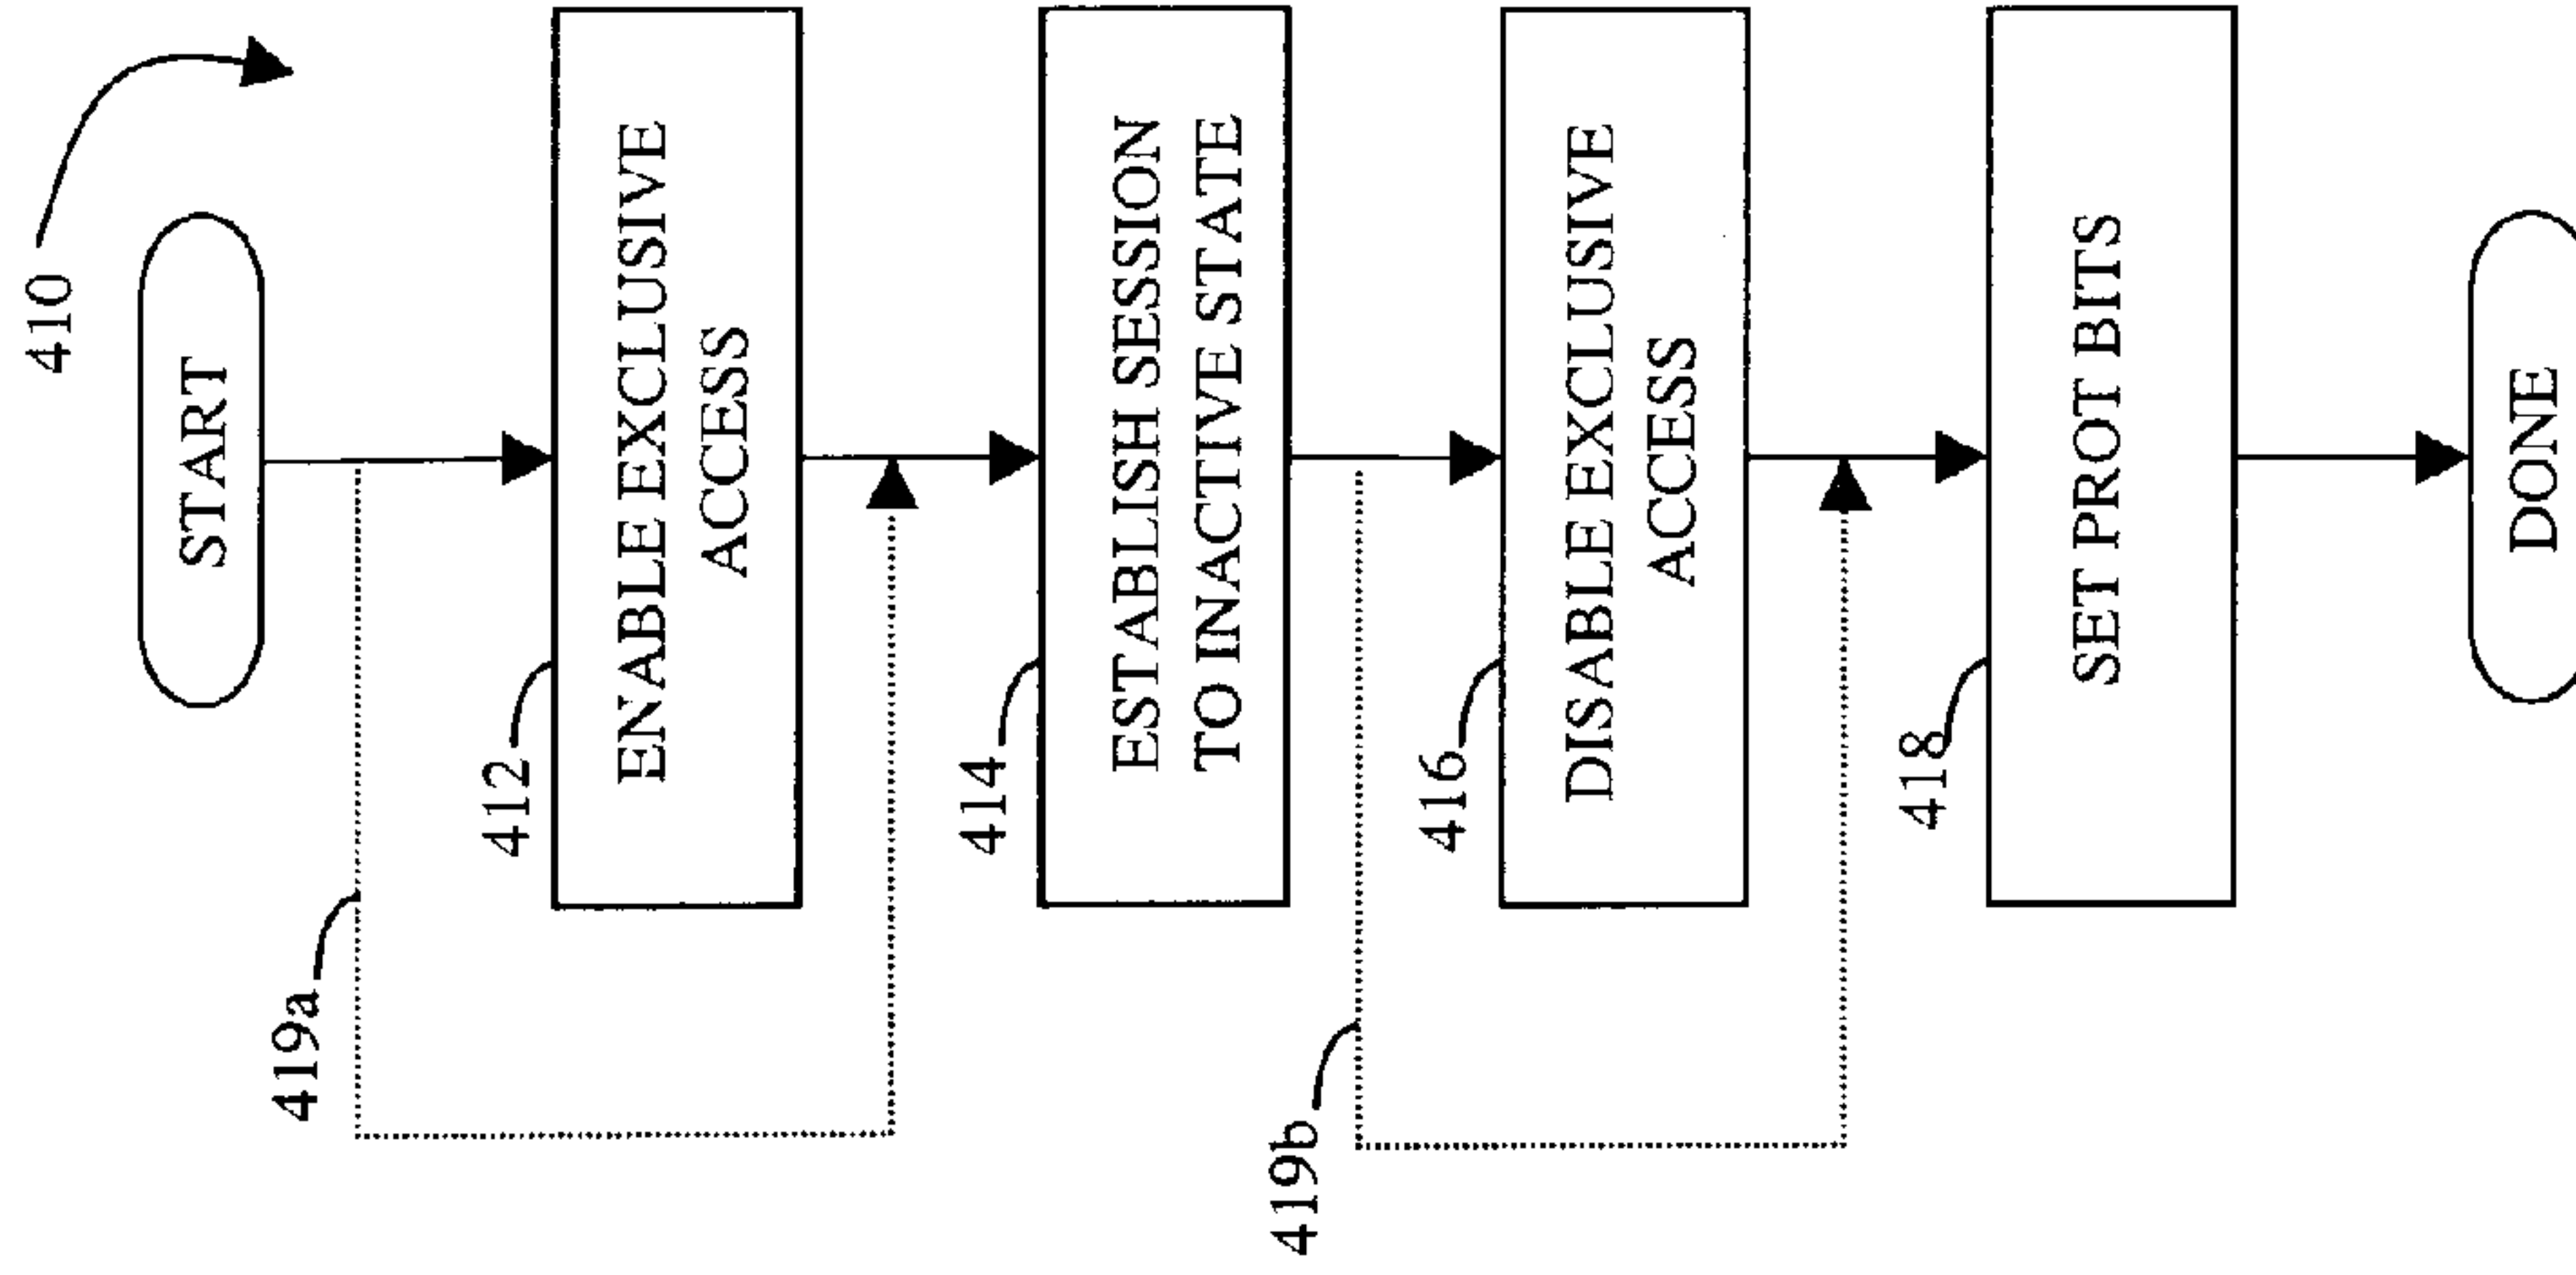 410
START
419a
412
ENABLE EXCLUSIVE
ACCESS
414
ESTABLISH SESSION
TO INACTIVE STATE
419b
416
DISABLE EXCLUSIVE
ACCESS
418
SET PROT BITS
DONE